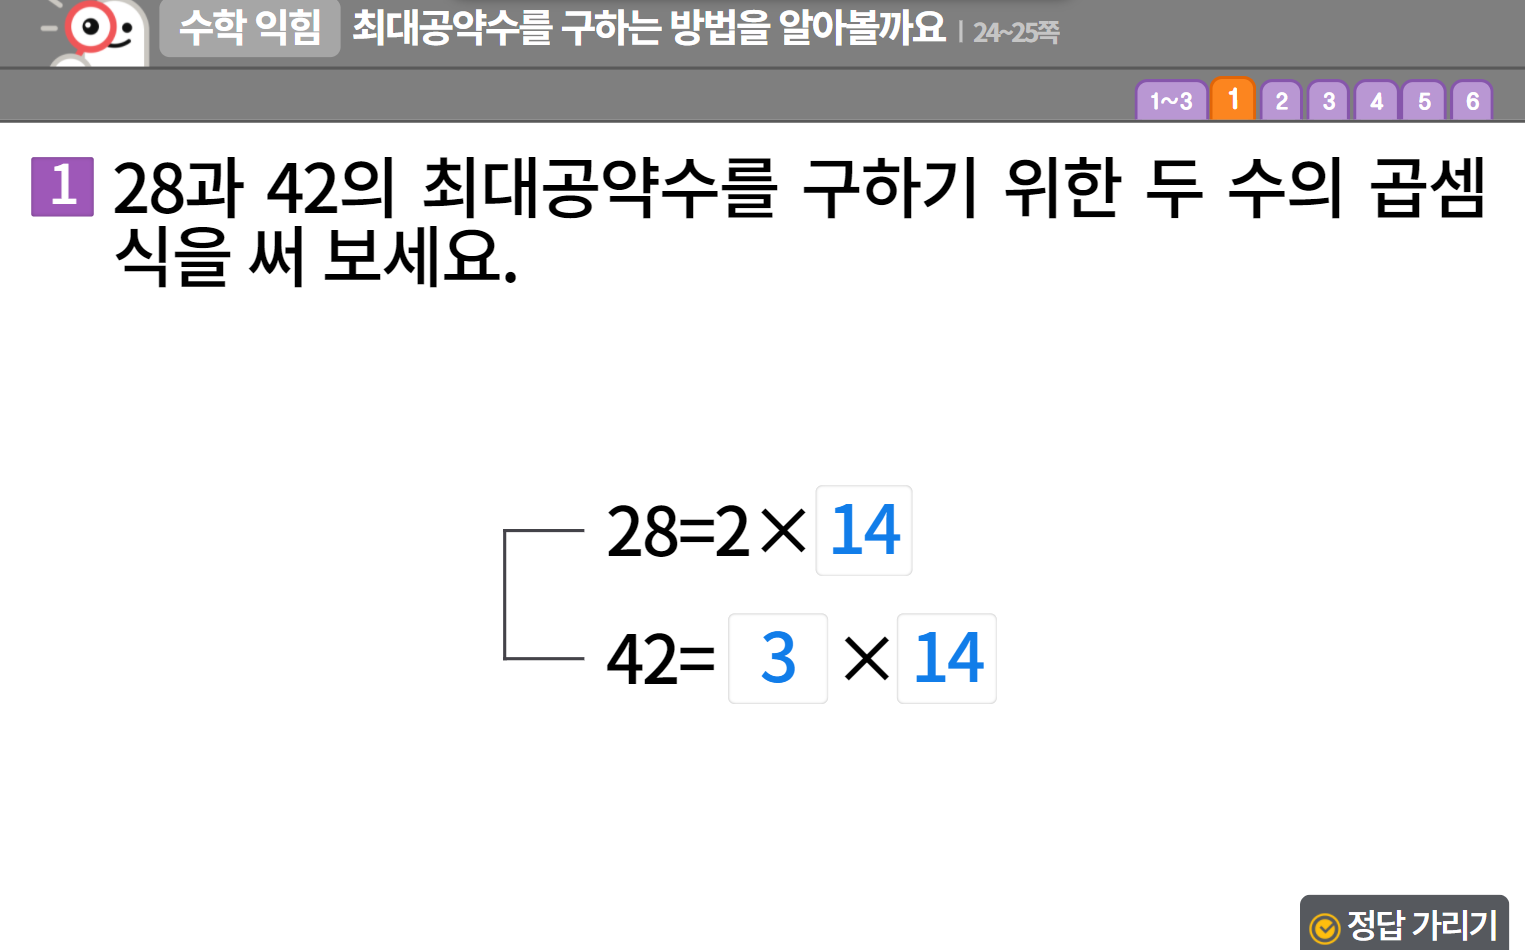 수학 익힘 최대공약수를 구하는 방법을 알아볼까요 | 24~25쪽
1~3 1 2 3 4 5 6
1 28과 42의 최대공약수를 구하기 위한 두 수의 곱셈
식을 써 보세요.
28=2×14
42=3×14
정답 가리기